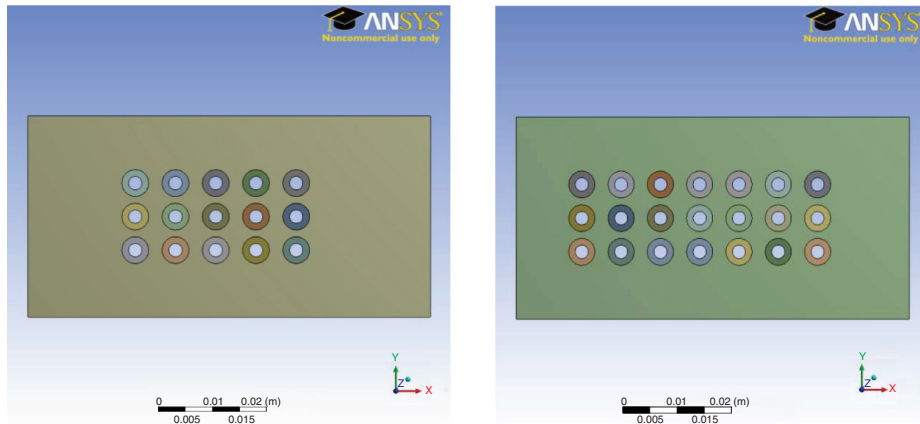 ANSYS
Noncommercial use only
Y
Z
X
0 0.01 0.02 (m)
0.005 0.015
ANSYS
Noncommercial use only
Y
Z
X
0 0.01 0.02 (m)
0.005 0.015